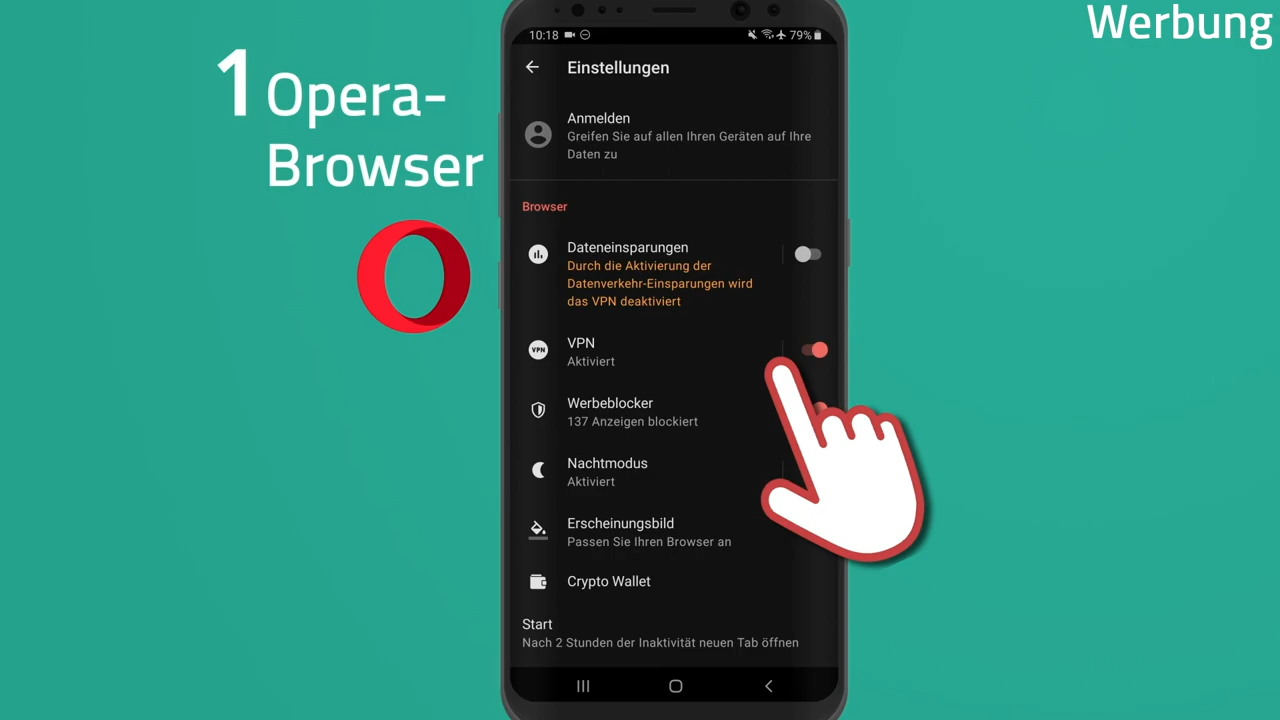 Werbung
1 Opera-
Browser
10:18 79%
Einstellungen
Anmelden
Greifen Sie auf allen Ihren Geräten auf Ihre
Daten zu
Browser
Dateneinsparungen
Durch die Aktivierung der
Datenverkehr-Einsparungen wird
das VPN deaktiviert
VPN
VPN
Aktiviert
Werbeblocker
137 Anzeigen blockiert
Nachtmodus
Aktiviert
Erscheinungsbild
Passen Sie Ihren Browser an
Crypto Wallet
Start
Nach 2 Stunden der Inaktivität neuen Tab öffnen